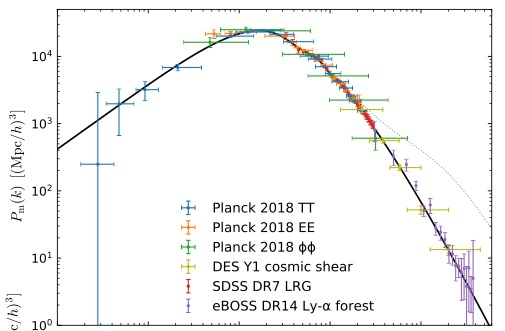 10⁴
10³
10²
10¹
10⁰
Pₘ(k) [(Mpc/h)³]
c/h)³]
Planck 2018 TT
Planck 2018 EE
Planck 2018 ϕϕ
DES Y1 cosmic shear
SDSS DR7 LRG
eBOSS DR14 Ly-α forest